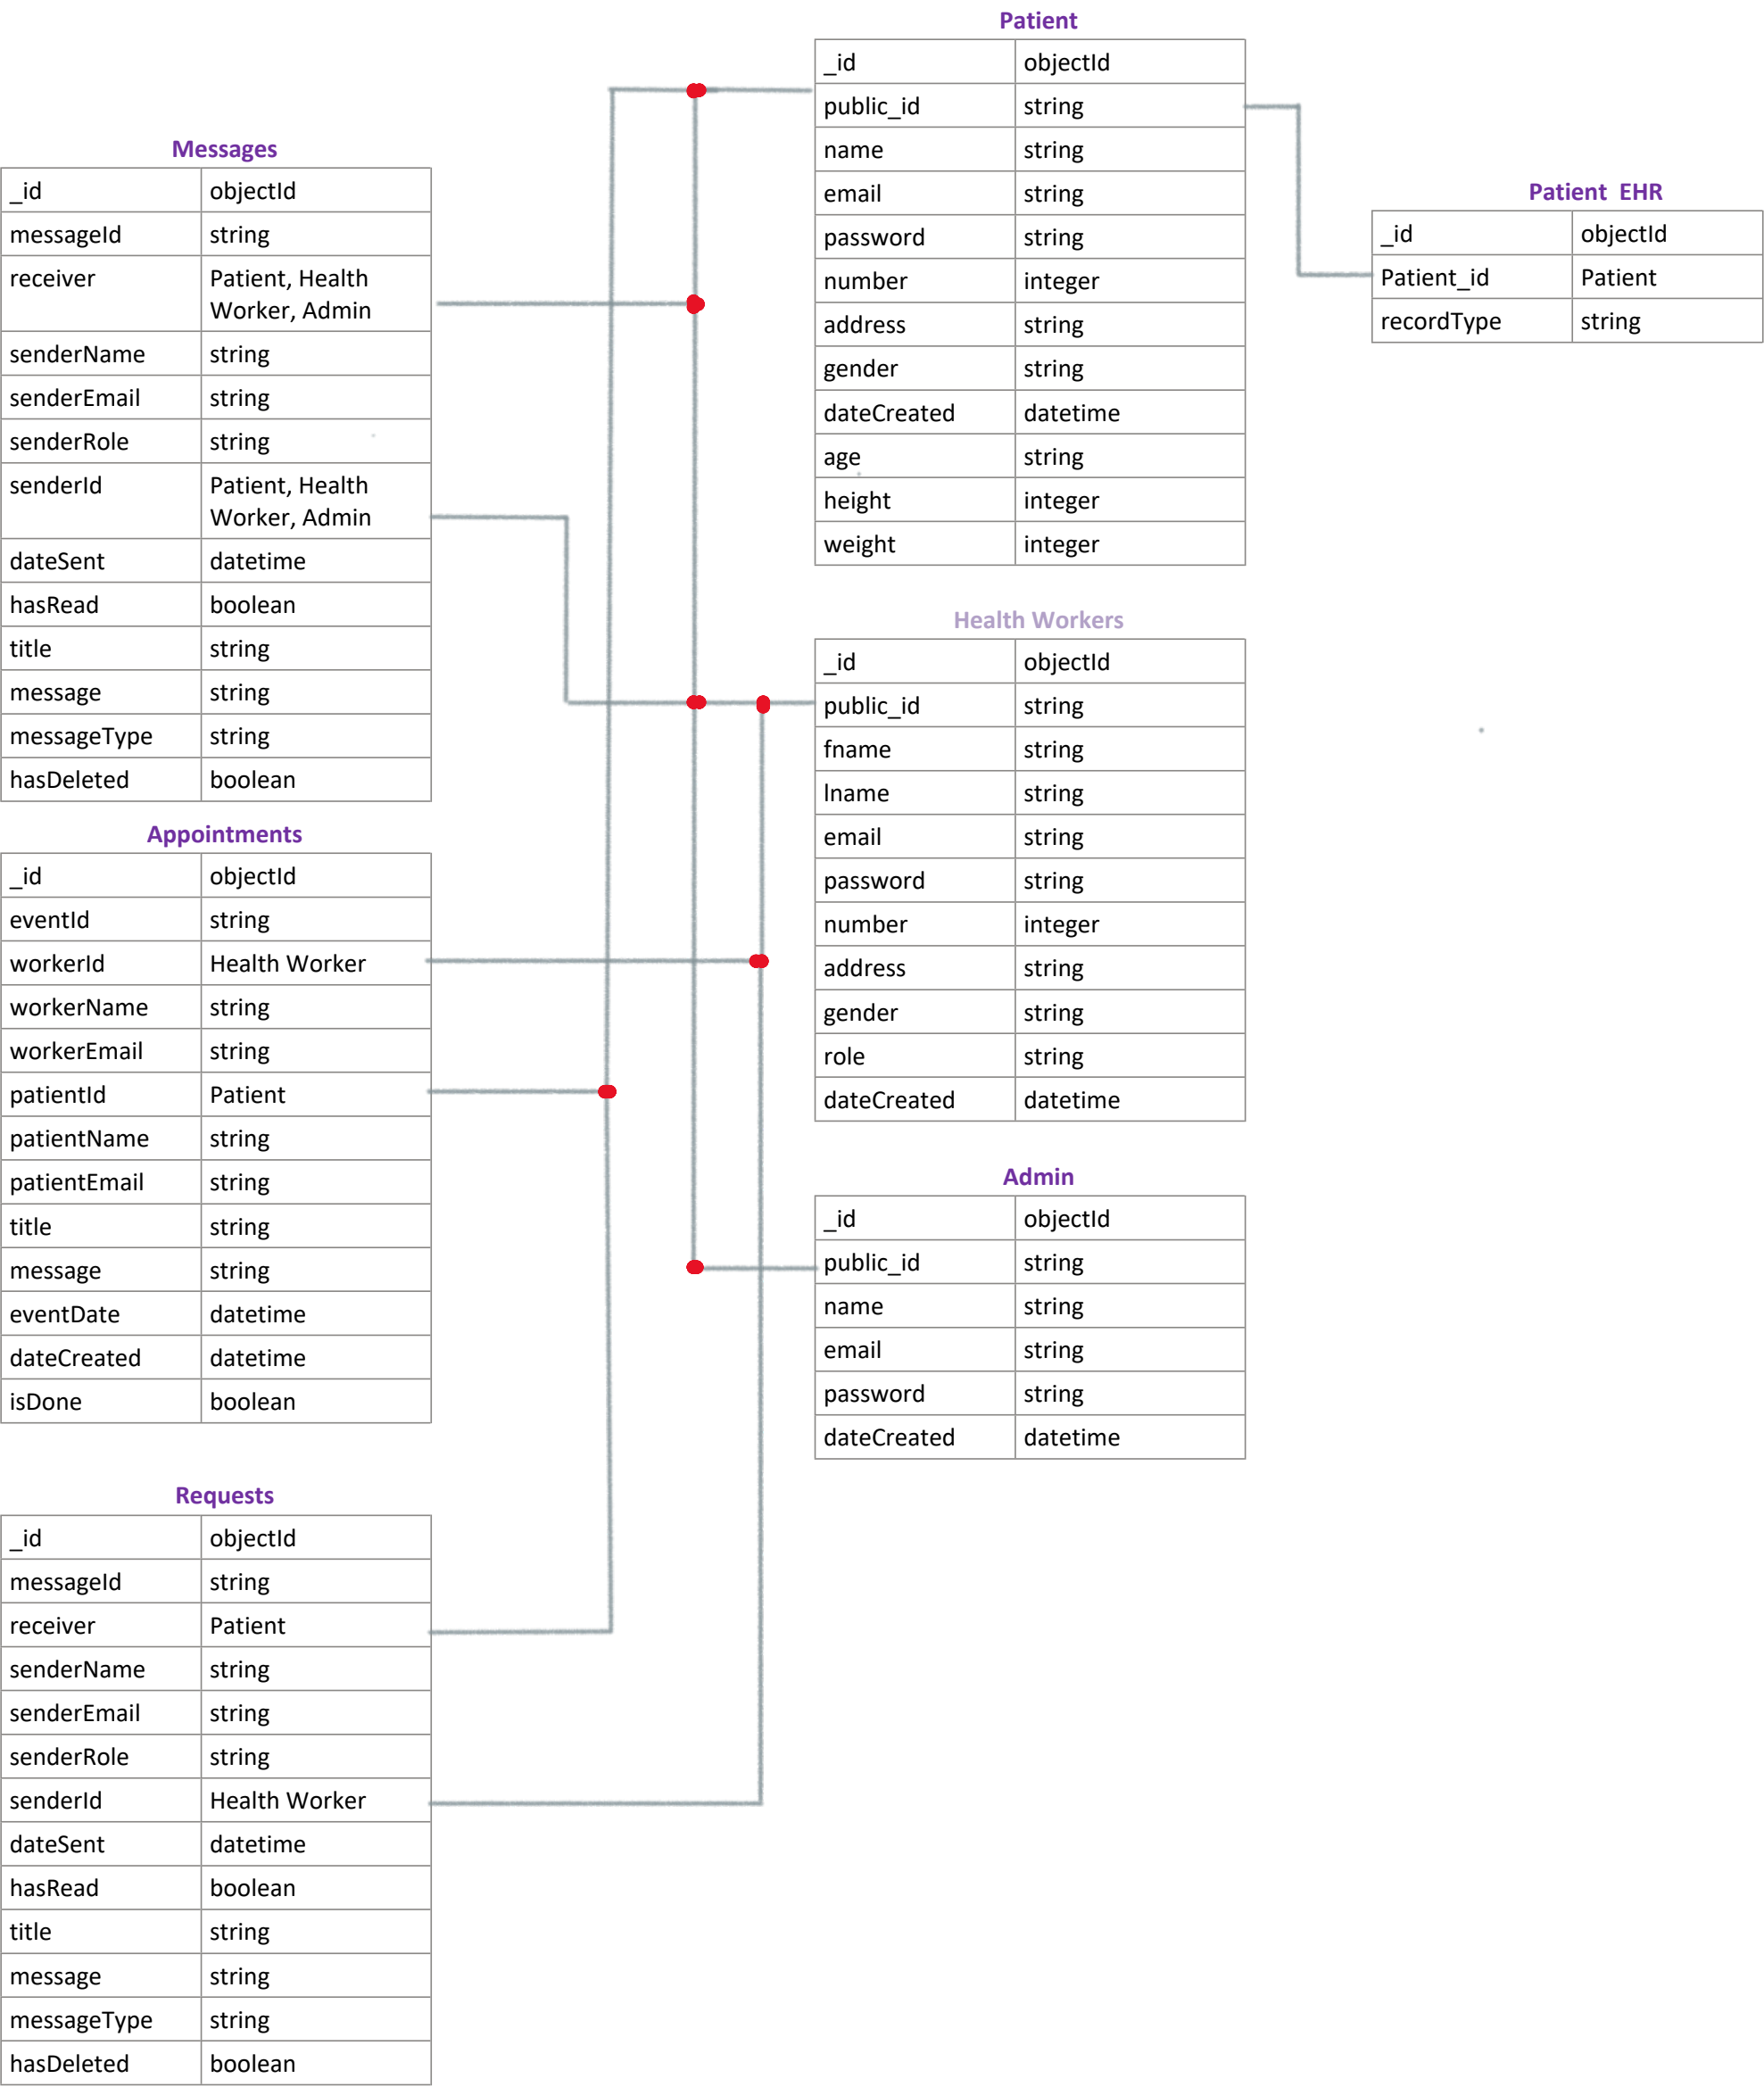 Messages
_id objectId
messageId string
receiver Patient, Health
Worker, Admin
senderName string
senderEmail string
senderRole string
senderId Patient, Health
Worker, Admin
dateSent datetime
hasRead boolean
title string
message string
messageType string
hasDeleted boolean
Appointments
_id objectId
eventId string
workerId Health Worker
workerName string
workerEmail string
patientId Patient
patientName string
patientEmail string
title string
message string
eventDate datetime
dateCreated datetime
isDone boolean
Requests
_id objectId
messageId string
receiver Patient
senderName string
senderEmail string
senderRole string
senderId Health Worker
dateSent datetime
hasRead boolean
title string
message string
messageType string
hasDeleted boolean
Patient
_id objectId
public_id string
name string
email string
password string
number integer
address string
gender string
dateCreated datetime
age string
height integer
weight integer
Health Workers
_id objectId
public_id string
fname string
lname string
email string
password string
number integer
address string
gender string
role string
dateCreated datetime
Admin
_id objectId
public_id string
name string
email string
password string
dateCreated datetime
Patient EHR
_id objectId
Patient_id Patient
recordType string